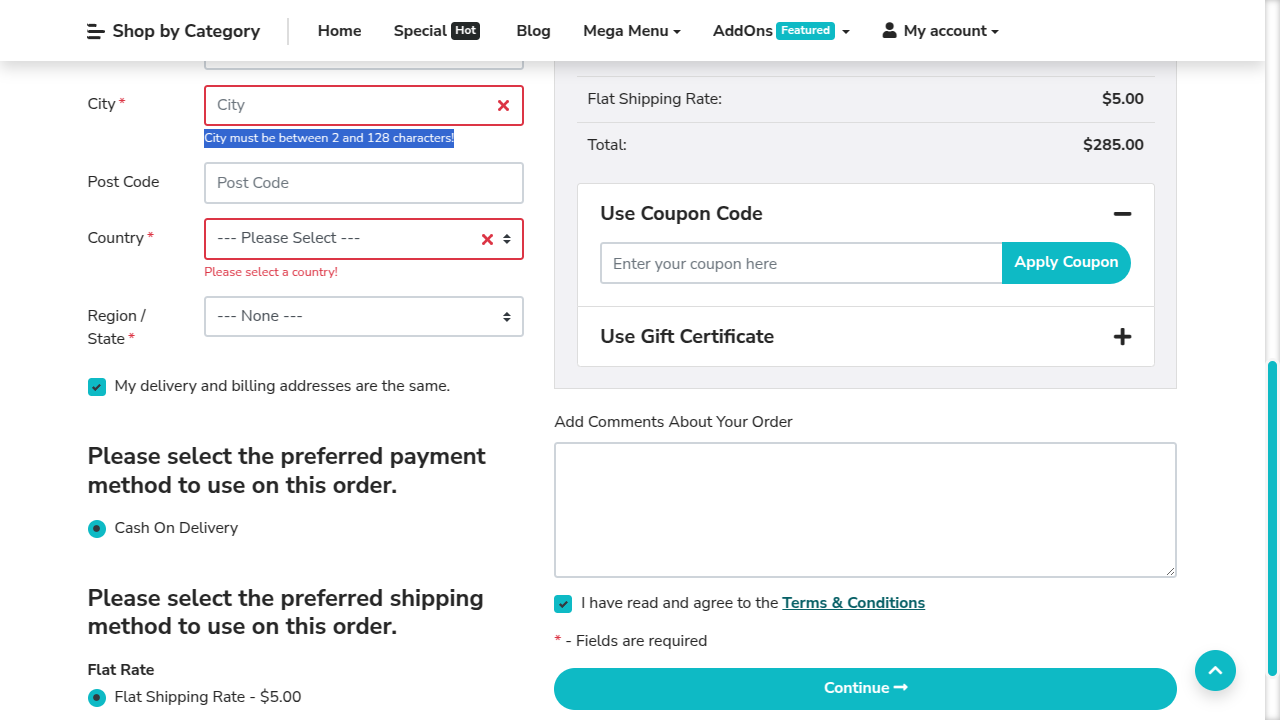 Shop by Category
Home
Special Hot
Blog
Mega Menu
AddOns Featured
My account
City *
City
City must be between 2 and 128 characters!
Post Code
Post Code
Country *
--- Please Select ---
Please select a country!
Region /
State *
--- None ---
My delivery and billing addresses are the same.
Please select the preferred payment
method to use on this order.
Cash On Delivery
Please select the preferred shipping
method to use on this order.
Flat Rate
Flat Shipping Rate - $5.00
Flat Shipping Rate: $5.00
Total: $285.00
Use Coupon Code
Enter your coupon here
Apply Coupon
Use Gift Certificate
Add Comments About Your Order
I have read and agree to the Terms & Conditions
* - Fields are required
Continue